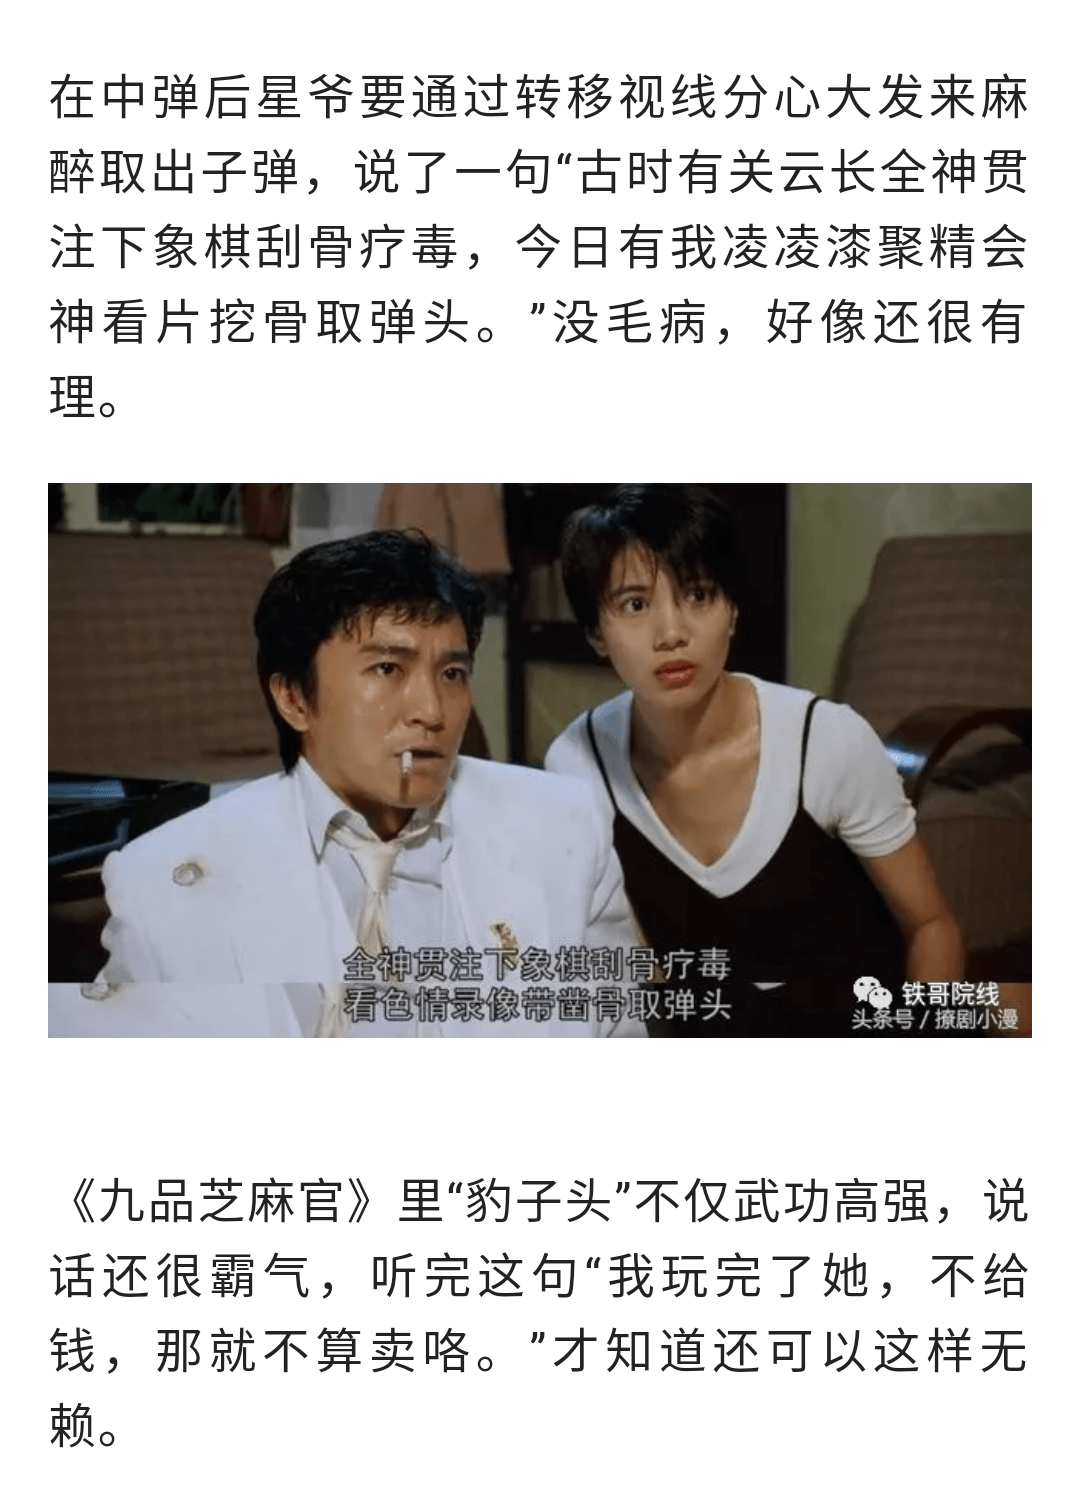 在中弹后星爷要通过转移视线分心大发来麻
醉取出子弹，说了一句“古时有关云长全神贯
注下象棋刮骨疗毒，今日有我凌凌漆聚精会
神看片挖骨取弹头。”没毛病，好像还很有
理。
全神贯注下象棋刮骨疗毒
看色情录像带凿骨取弹头
铁哥院线
头条号 / 撩剧小漫
《九品芝麻官》里“豹子头”不仅武功高强，说
话还很霸气，听完这句“我玩完了她，不给
钱，那就不算卖咯。”才知道还可以这样无
赖。